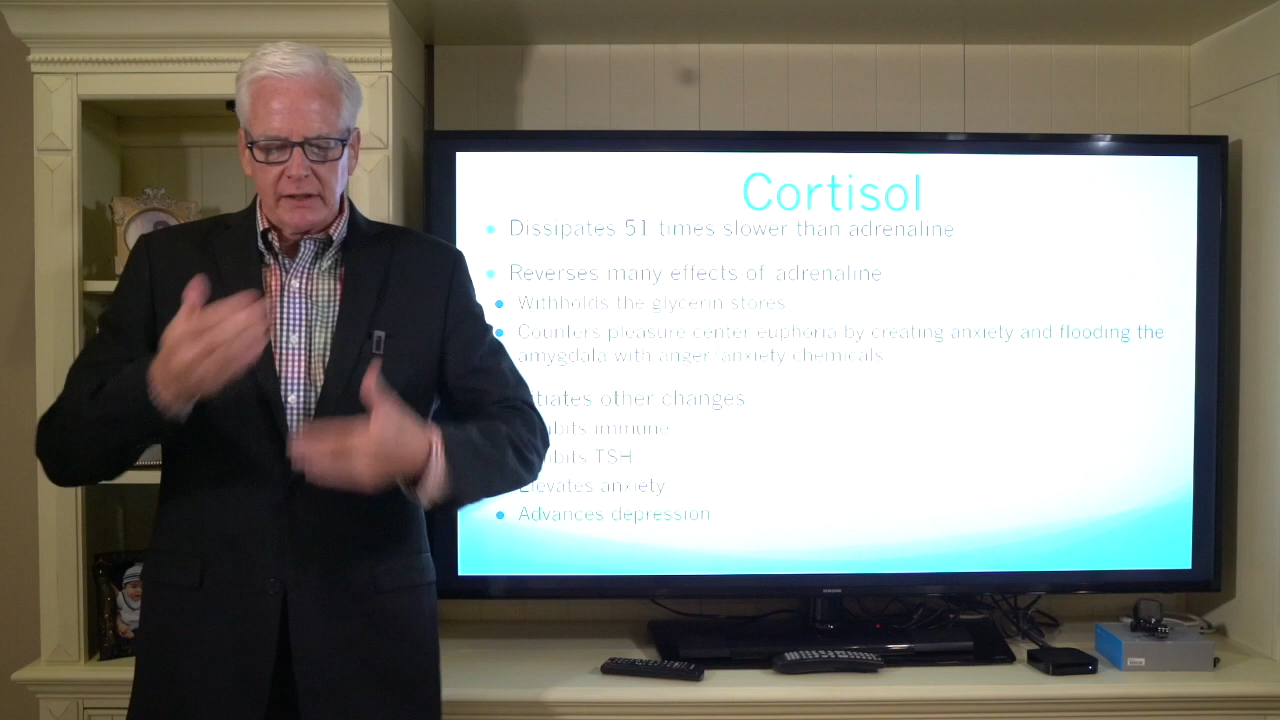 Cortisol
Dissipates 51 times slower than adrenaline
Reverses many effects of adrenaline
Withholds the glycerin stores
Counters pleasure center euphoria by creating anxiety and flooding the
amygdala with anger/anxiety chemicals
other changes
immune
TSH
Elevates anxiety
Advances depression
SAMSUNG